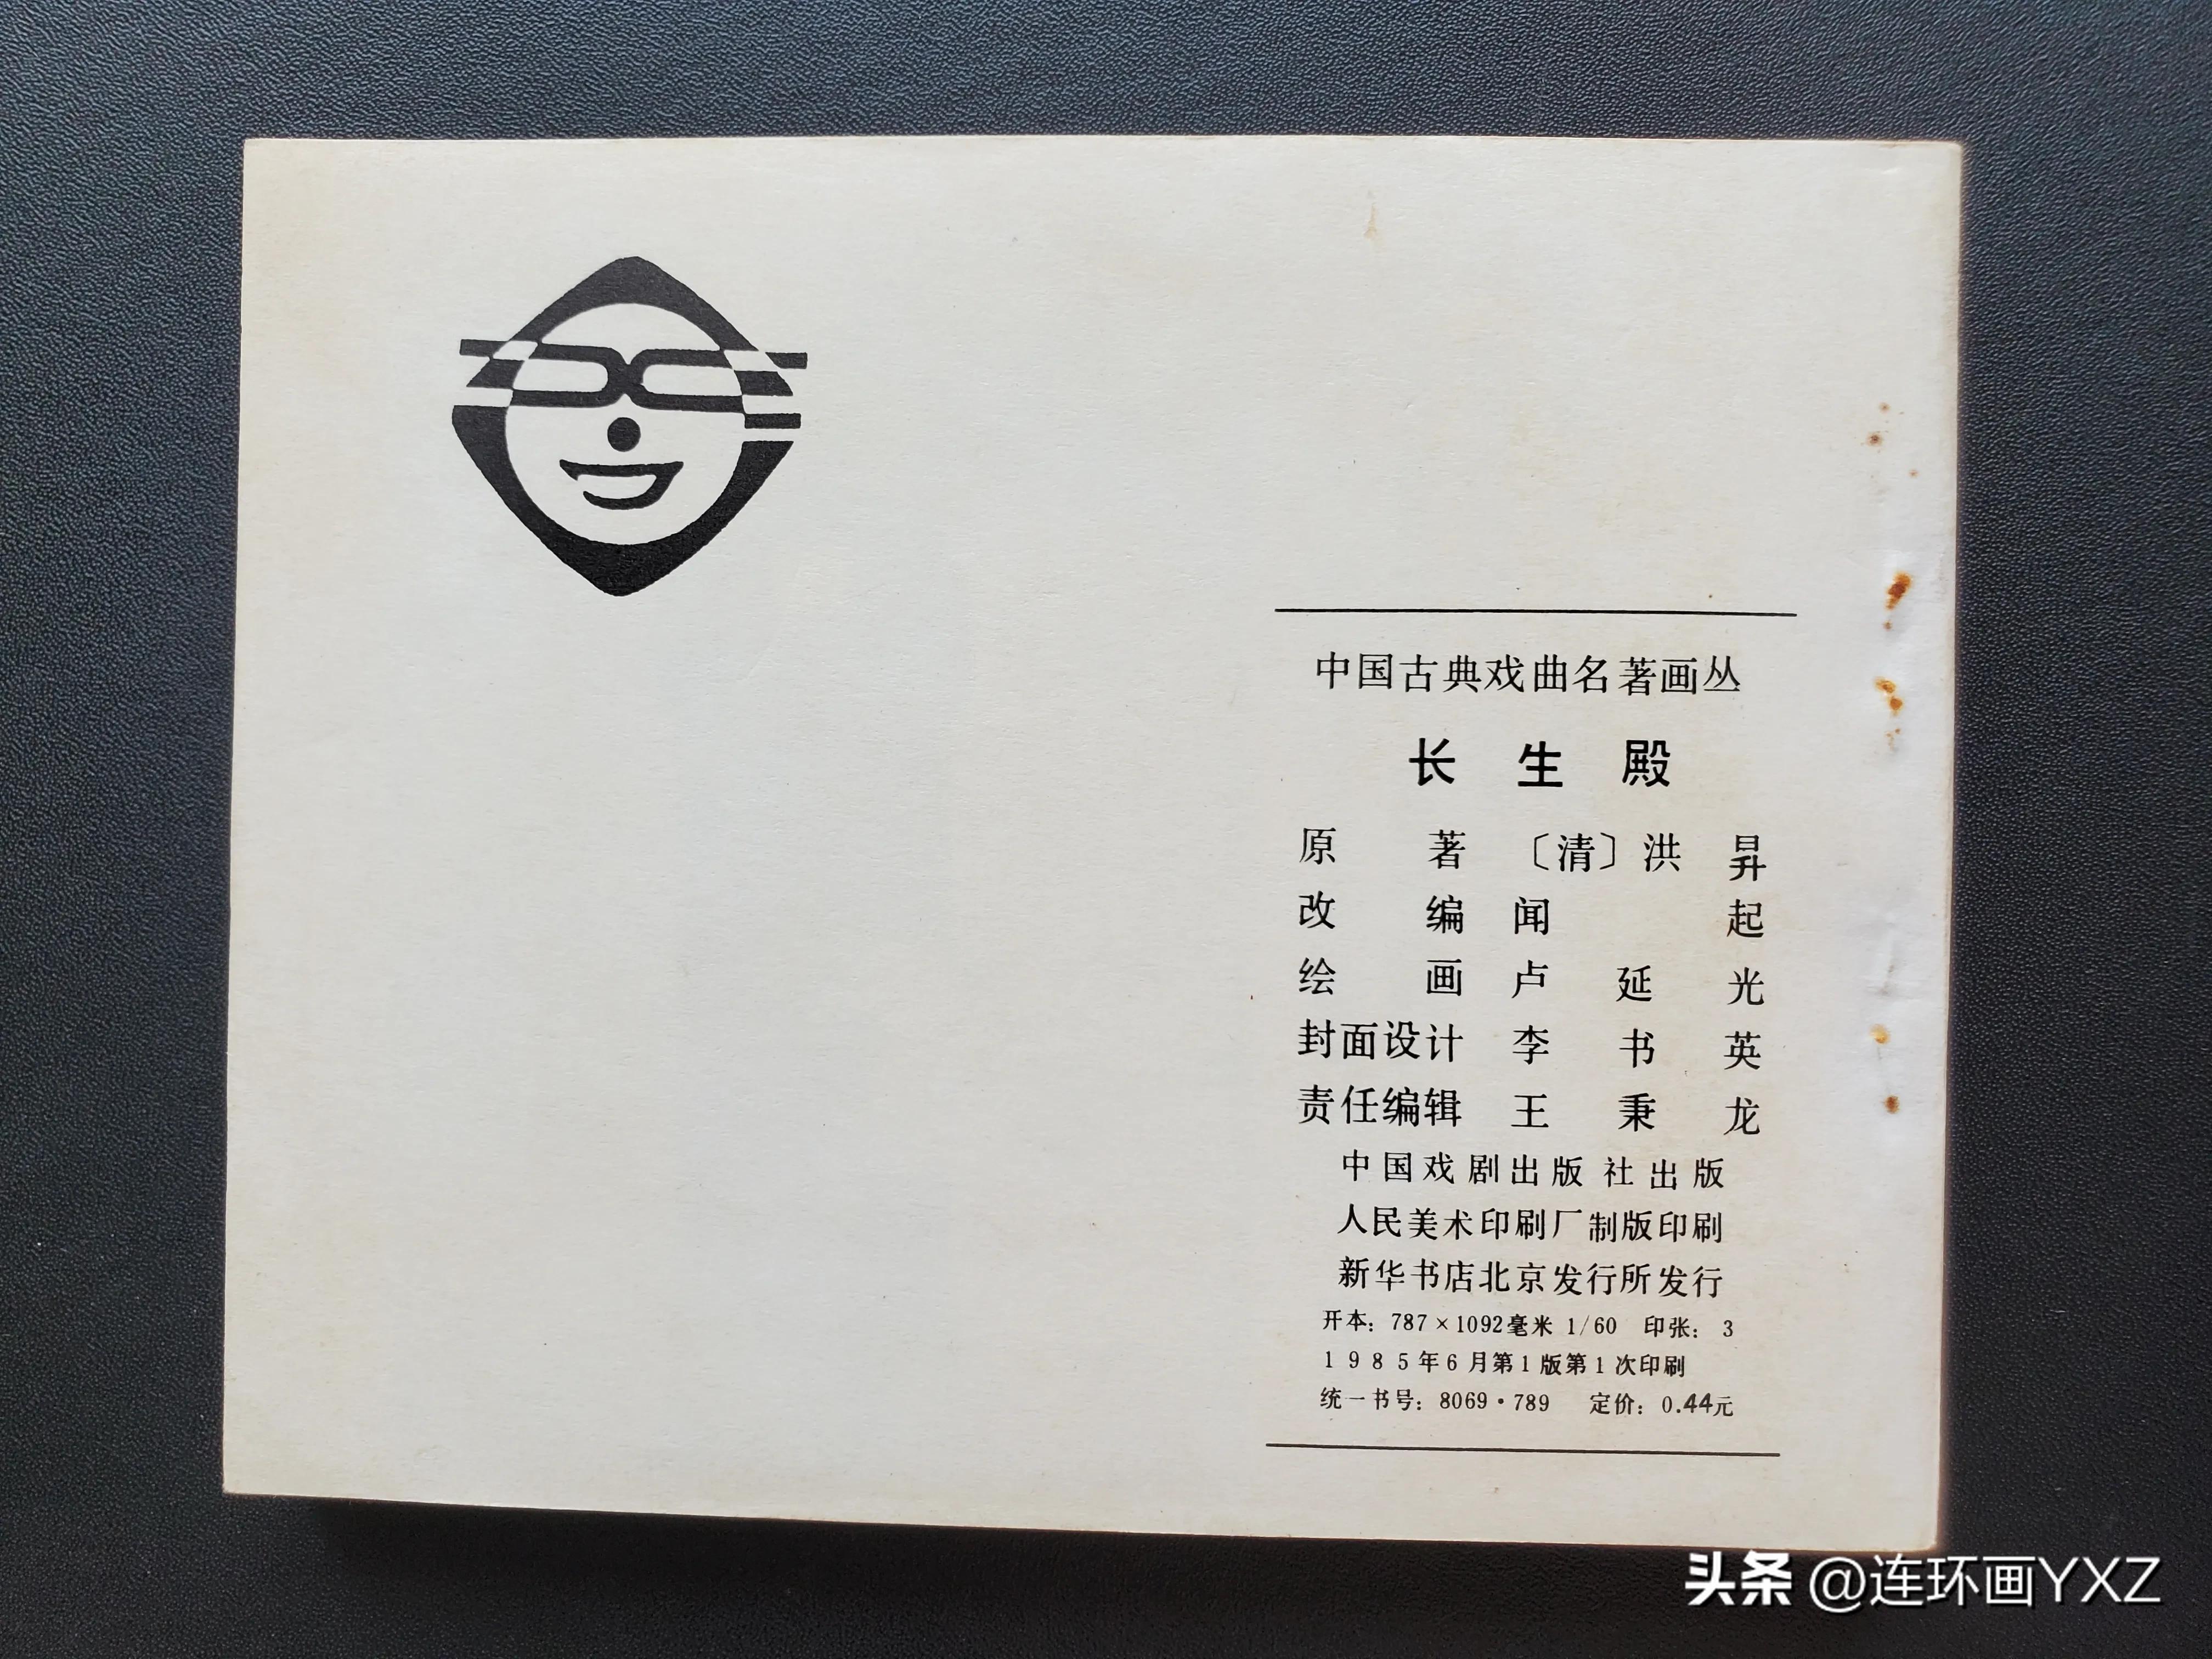 中国古典戏曲名著画丛
长生殿
原著 〔清〕洪昇
改编 闻起
绘画 卢延光
封面设计 李书英
责任编辑 王秉龙
中国戏剧出版社出版
人民美术印刷厂制版印刷
新华书店北京发行所发行
开本：787×1092毫米 1/60 印张：3
1985年6月第1版第1次印刷
统一书号：8069·789 定价：0.44元
头条 @连环画YXZ